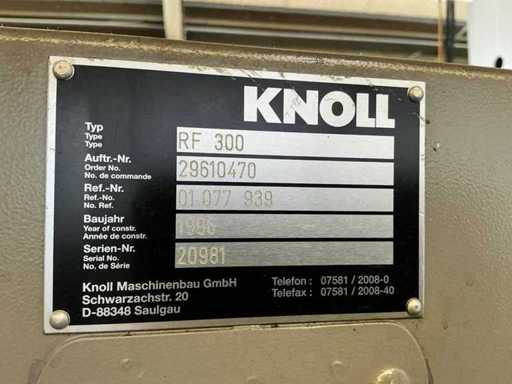 KNOLL
Typ
Type
Type
RF 300
Auftr.-Nr.
Order No.
No. de commande
29610470
Ref.-Nr.
Ref.-No.
No. Ref.
01 077 939
Baujahr
Year of constr.
Année de constr.
1996
Serien-Nr.
Serial No.
No. de Série
20981
Knoll Maschinenbau GmbH
Schwarzachstr. 20
D-88348 Saulgau
Telefon : 07581 / 2008-0
Telefax : 07581 / 2008-40